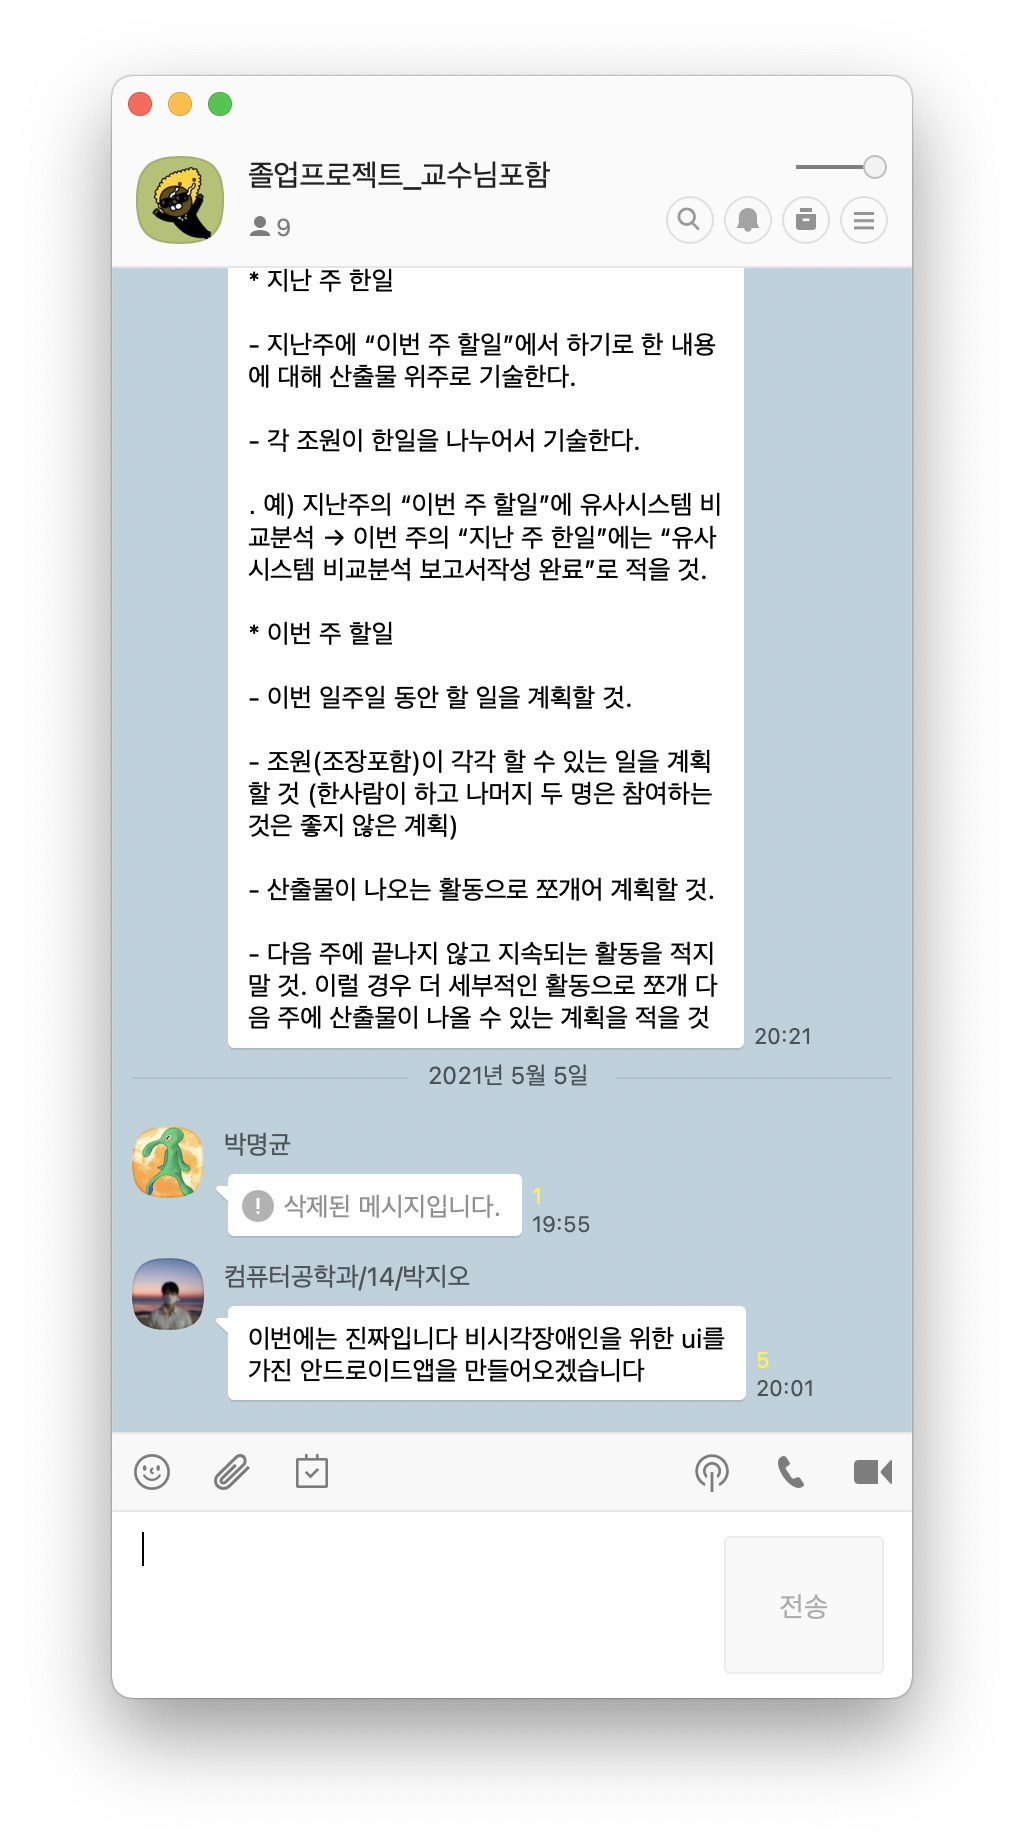 졸업프로젝트_교수님포함
9
* 지난 주 한일
- 지난주에 “이번 주 할일”에서 하기로 한 내용
에 대해 산출물 위주로 기술한다.
- 각 조원이 한일을 나누어서 기술한다.
. 예) 지난주의 “이번 주 할일”에 유사시스템 비
교분석 → 이번 주의 “지난 주 한일”에는 “유사
시스템 비교분석 보고서작성 완료”로 적을 것.
* 이번 주 할일
- 이번 일주일 동안 할 일을 계획할 것.
- 조원(조장포함)이 각각 할 수 있는 일을 계획
할 것 (한사람이 하고 나머지 두 명은 참여하는
것은 좋지 않은 계획)
- 산출물이 나오는 활동으로 쪼개어 계획할 것.
- 다음 주에 끝나지 않고 지속되는 활동을 적지
말 것. 이럴 경우 더 세부적인 활동으로 쪼개 다
음 주에 산출물이 나올 수 있는 계획을 적을 것
20:21
2021년 5월 5일
박명균
삭제된 메시지입니다.
1
19:55
컴퓨터공학과/14/박지오
이번에는 진짜입니다 비시각장애인을 위한 ui를
가진 안드로이드앱을 만들어오겠습니다
5
20:01
전송